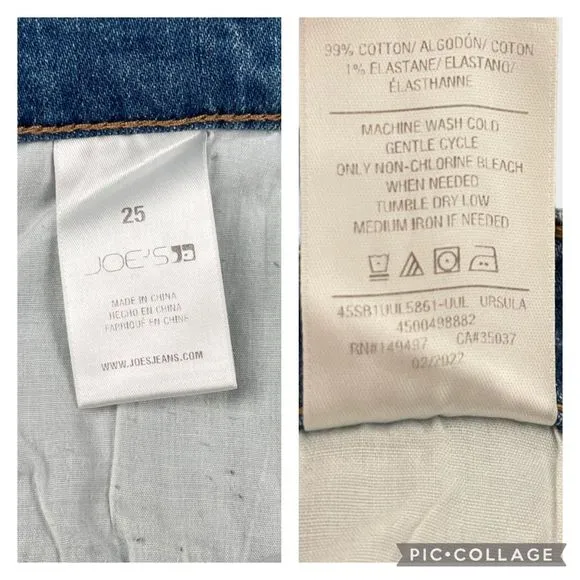 25
JOE'S
MADE IN CHINA
HECHO EN CHINA
FABRIQUÉ EN CHINE
WWW.JOESJEANS.COM
99% COTTON/ ALGODÓN/ COTON
1% ELASTANE/ ELASTANO/
ÉLASTHANNE
MACHINE WASH COLD
GENTLE CYCLE
ONLY NON-CHLORINE BLEACH
WHEN NEEDED
TUMBLE DRY LOW
MEDIUM IRON IF NEEDED
4SSB1UUL5861-UUL URSULA
4500498882
RN#149497 CA#35037
02/2022
PIC•COLLAGE